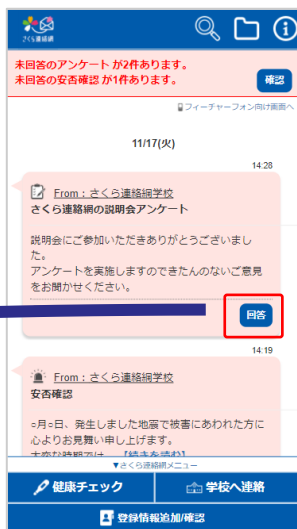 さくら連絡網
未回答のアンケート が2件あります。
未回答の安否確認 が1件あります。
確認
フィーチャーフォン向け画面へ
11/17(火)
14:28
From：さくら連絡網学校
さくら連絡網の説明会アンケート
説明会にご参加いただきありがとうございまし
た。
アンケートを実施しますのできたんのないご意見
をお聞かせください。
回答
14:19
From：さくら連絡網学校
安否確認
○月○日、発生しました地震で被害にあわれた方に
心よりお見舞い申し上げます。
大変な時期では...【続きを読む】
▼さくら連絡網メニュー
健康チェック
学校へ連絡
登録情報追加/確認